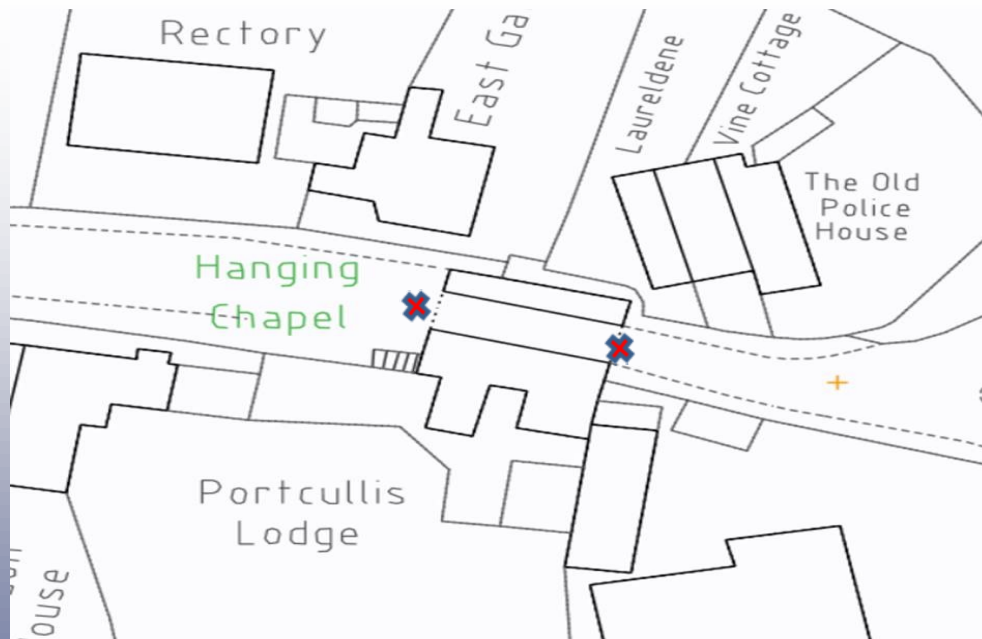 Rectory
East Ga
Laureldene
Vine Cottage
The Old
Police
House
Hanging
Chapel
Portcullis
Lodge
ouse